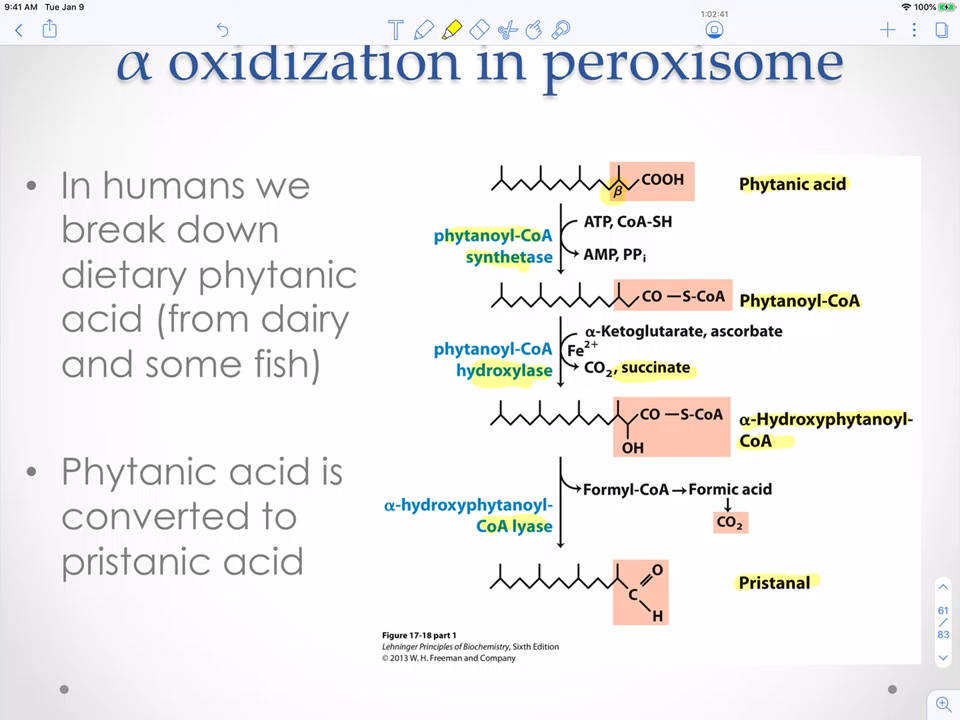 9:41 AM Tue Jan 9
100%
1:02:41
T
α oxidization in peroxisome
• In humans we
break down
dietary phytanic
acid (from dairy
and some fish)
• Phytanic acid is
converted to
pristanic acid
COOH
β
Phytanic acid
phytanoyl-CoA
synthetase
ATP, CoA-SH
AMP, PPi
CO—S-CoA
Phytanoyl-CoA
phytanoyl-CoA
hydroxylase
α-Ketoglutarate, ascorbate
Fe2+
CO2, succinate
CO—S-CoA
OH
α-Hydroxyphytanoyl-
CoA
α-hydroxyphytanoyl-
CoA lyase
Formyl-CoA→Formic acid
CO2
O
C
H
Pristanal
Figure 17-18 part 1
Lehninger Principles of Biochemistry, Sixth Edition
© 2013 W. H. Freeman and Company
61
/
83